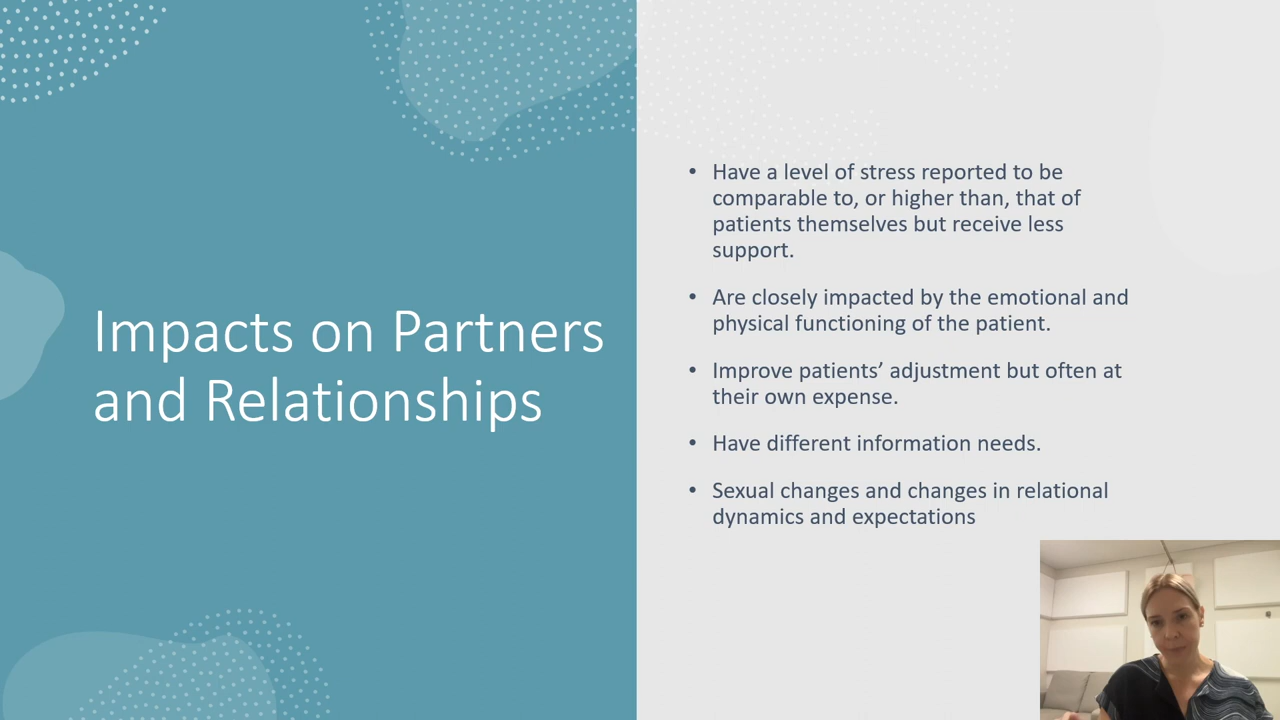 Impacts on Partners
and Relationships
• Have a level of stress reported to be
comparable to, or higher than, that of
patients themselves but receive less
support.
• Are closely impacted by the emotional and
physical functioning of the patient.
• Improve patients’ adjustment but often at
their own expense.
• Have different information needs.
• Sexual changes and changes in relational
dynamics and expectations